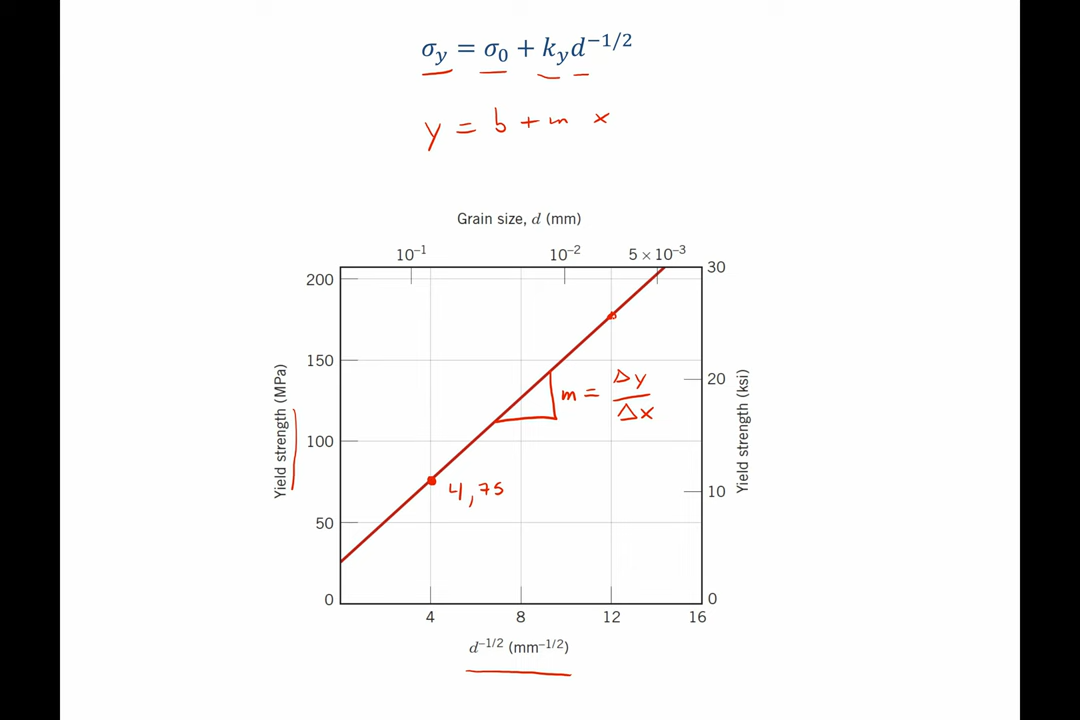 σy = σ0 + kyd−1/2
y = b + m x
Grain size, d (mm)
10−1 10−2 5 × 10−3
200 30
150
20
m = Δy/Δx
100
4, 75
10
50
0 0
4 8 12 16
Yield strength (MPa)
Yield strength (ksi)
d−1/2 (mm−1/2)